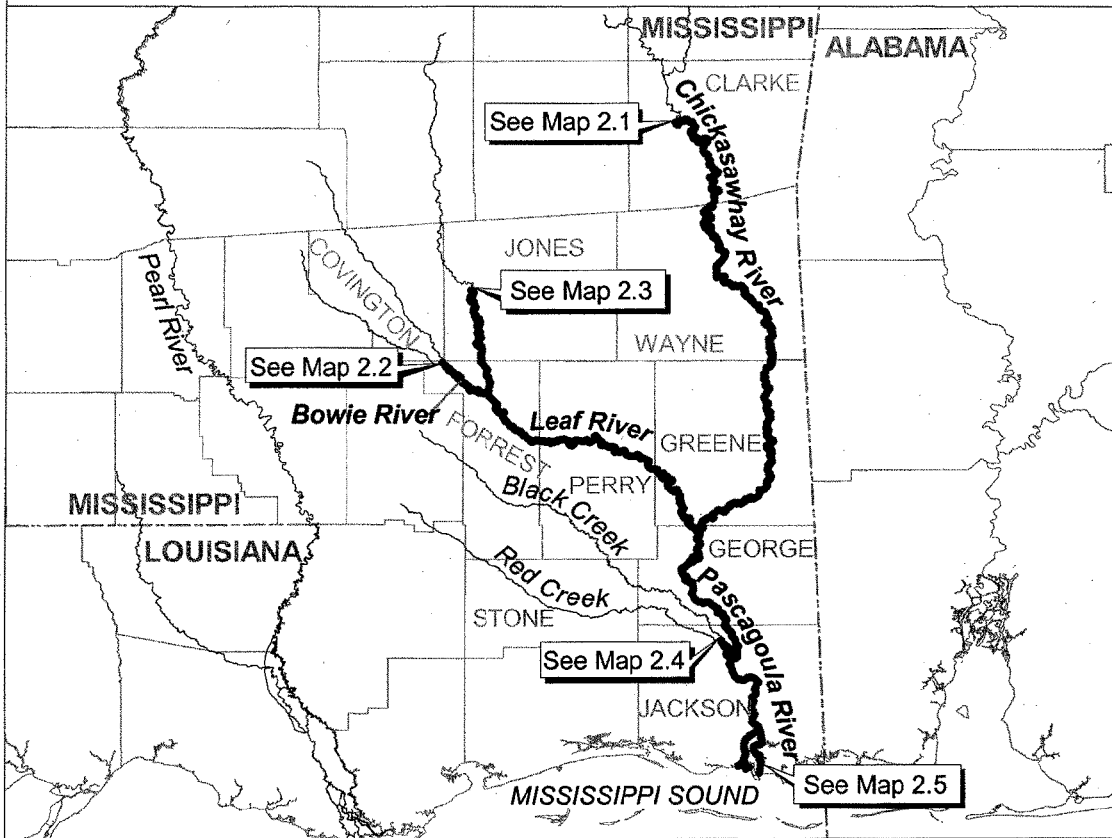 MISSISSIPPI
ALABAMA
CLARKE
See Map 2.1
Chickasawhay River
JONES
COVINGTON
Pearl River
See Map 2.3
WAYNE
See Map 2.2
Bowie River
Leaf River
FORREST
GREENE
PERRY
Black Creek
MISSISSIPPI
LOUISIANA
GEORGE
Red Creek
Pascagoula River
STONE
See Map 2.4
JACKSON
See Map 2.5
MISSISSIPPI SOUND